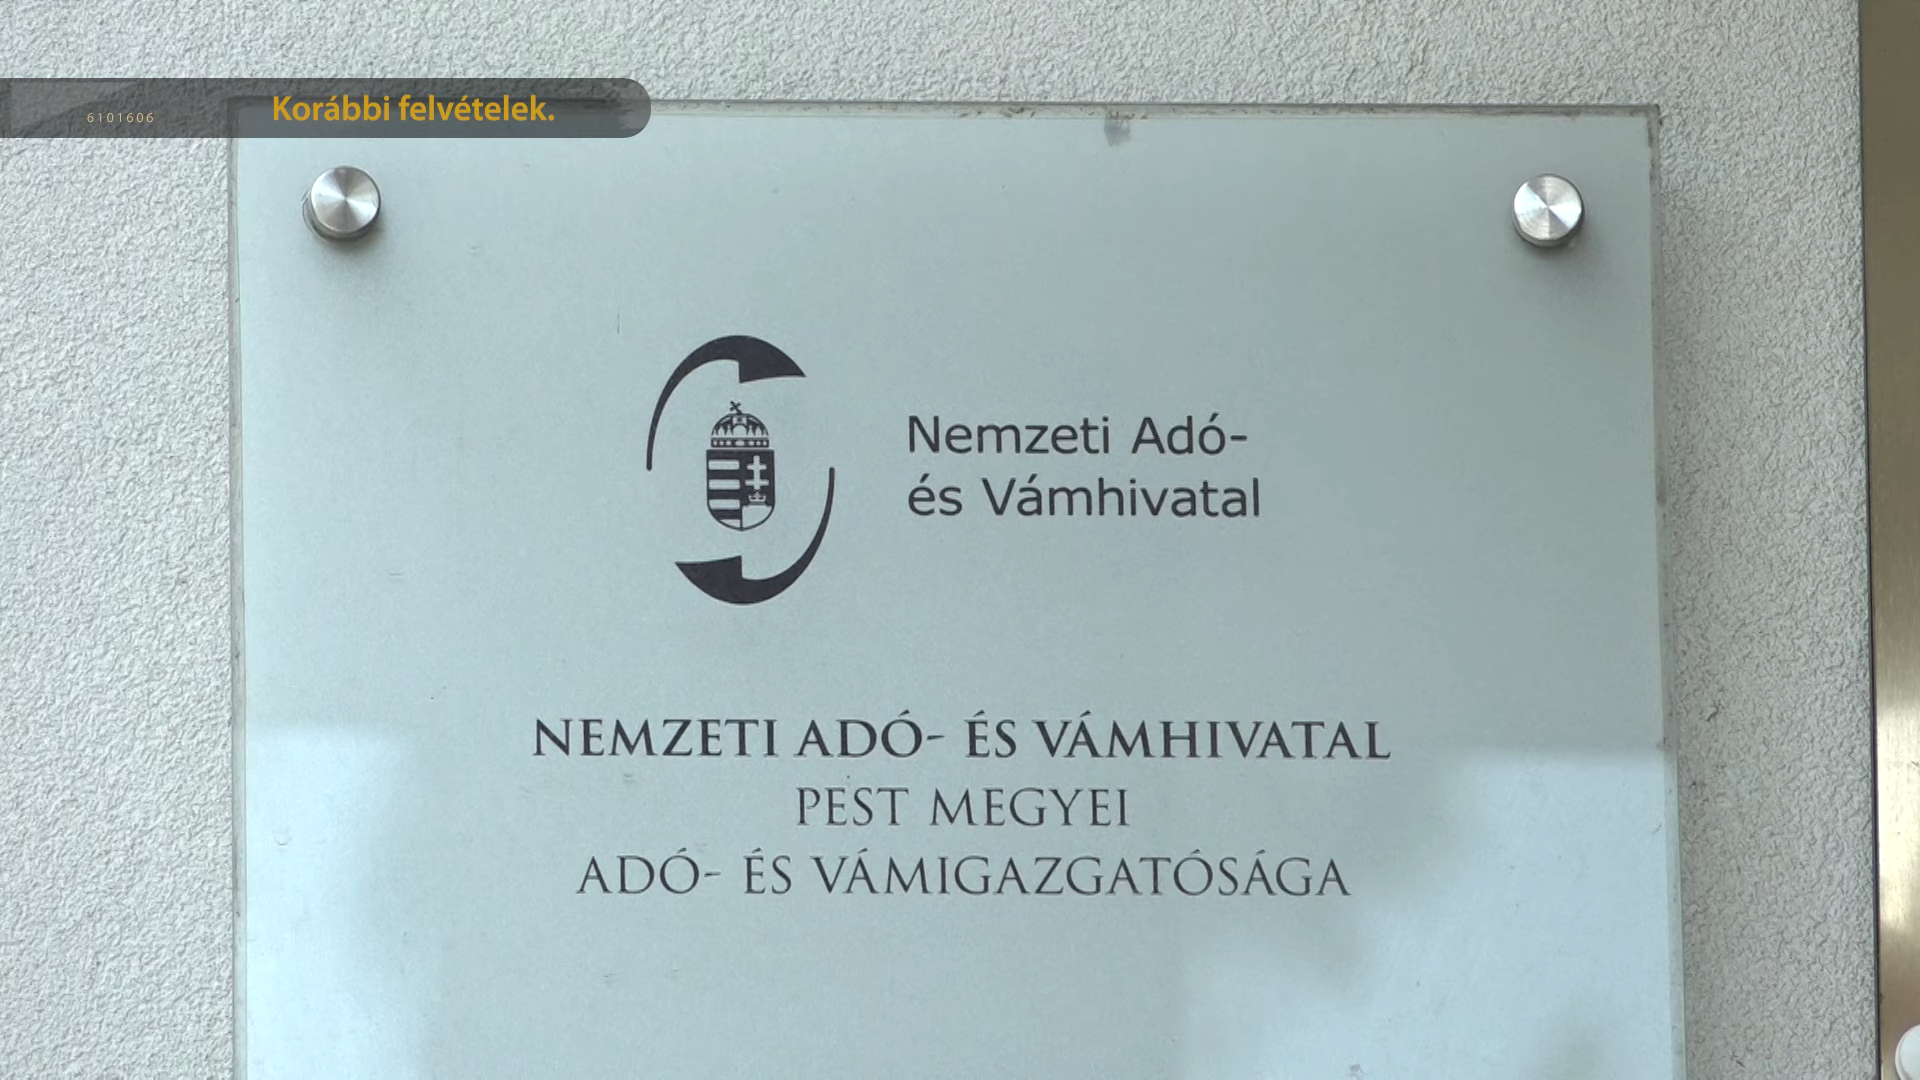 6101606 Korábbi felvételek.
Nemzeti Adó-
és Vámhivatal
NEMZETI ADÓ- ÉS VÁMHIVATAL
PEST MEGYEI
ADÓ- ÉS VÁMIGAZGATÓSÁGA